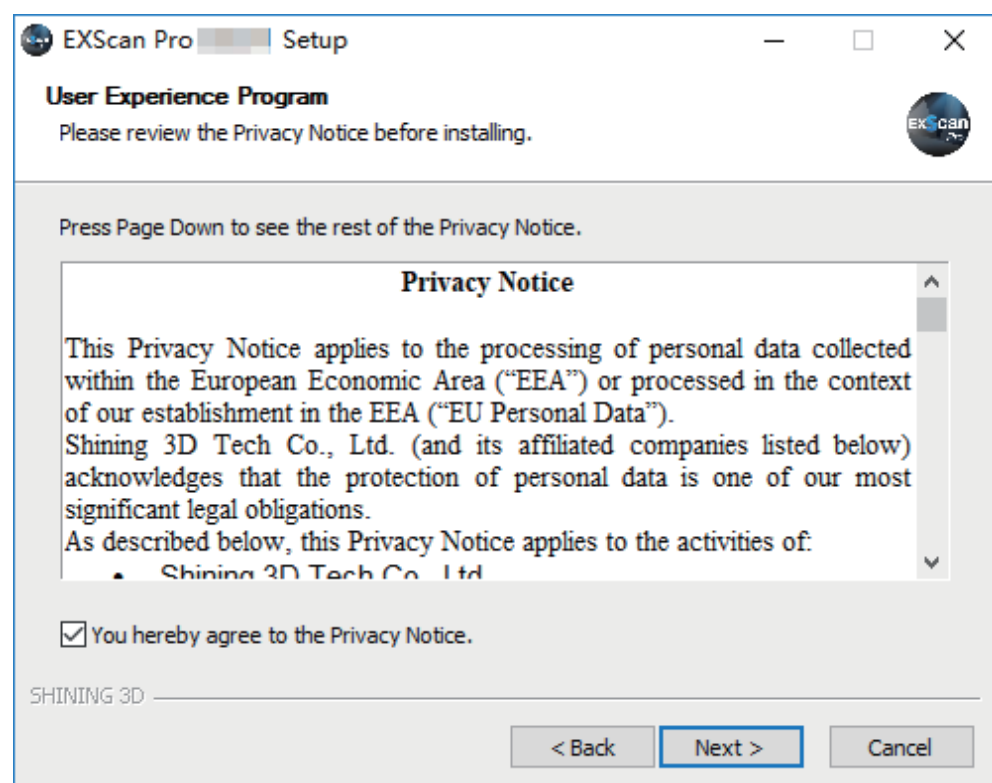 EXScan Pro Setup
User Experience Program
Please review the Privacy Notice before installing.
EXScan
Pro
Press Page Down to see the rest of the Privacy Notice.
Privacy Notice
This Privacy Notice applies to the processing of personal data collected
within the European Economic Area (“EEA”) or processed in the context
of our establishment in the EEA (“EU Personal Data”).
Shining 3D Tech Co., Ltd. (and its affiliated companies listed below)
acknowledges that the protection of personal data is one of our most
significant legal obligations.
As described below, this Privacy Notice applies to the activities of:
• Shining 3D Tech Co., Ltd.
You hereby agree to the Privacy Notice.
SHINING 3D
< Back Next > Cancel